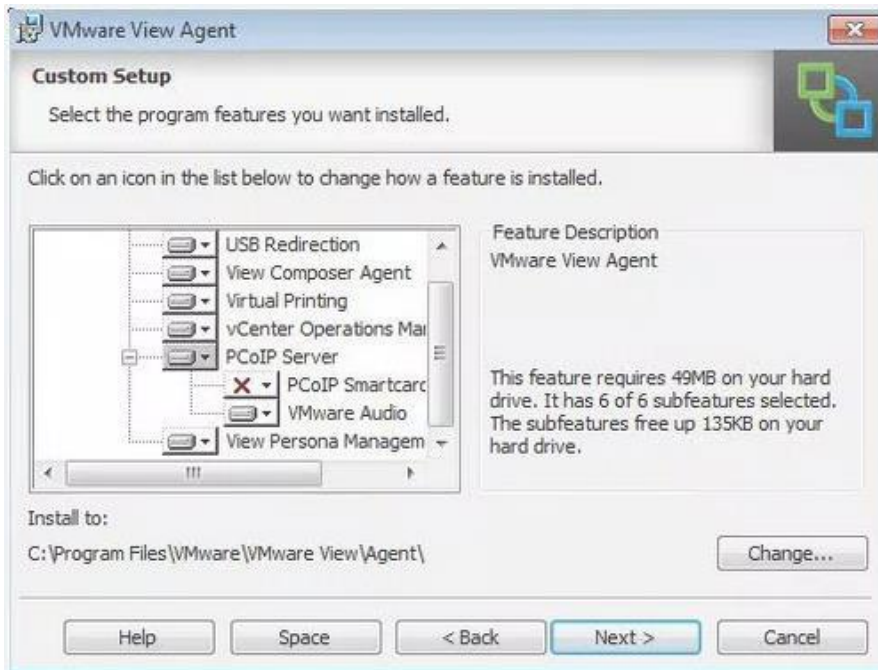 VMware View Agent
Custom Setup
Select the program features you want installed.
Click on an icon in the list below to change how a feature is installed.
USB Redirection
View Composer Agent
Virtual Printing
vCenter Operations Mar
PCoIP Server
PCoIP Smartcard
VMware Audio
View Persona Managem
Feature Description
VMware View Agent
This feature requires 49MB on your hard
drive. It has 6 of 6 subfeatures selected.
The subfeatures free up 135KB on your
hard drive.
Install to:
C:\Program Files\VMware\VMware View\Agent\
Change...
Help
Space
< Back
Next >
Cancel